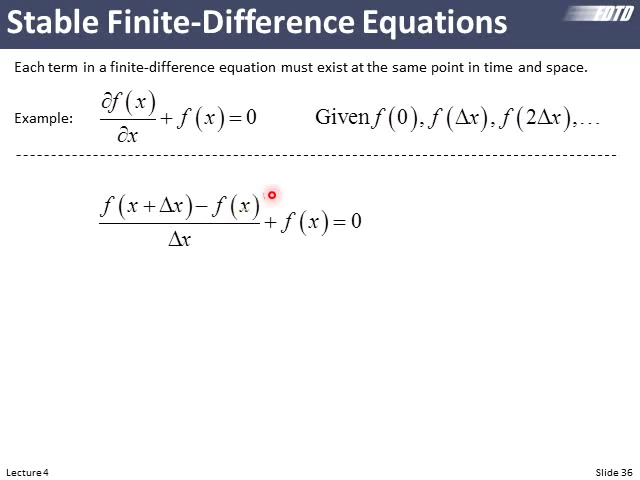 Stable Finite-Difference Equations
FDTD
Each term in a finite-difference equation must exist at the same point in time and space.
Example: ∂f(x)/∂x + f(x) = 0 Given f(0), f(Δx), f(2Δx),…
(f(x + Δx) − f(x))/Δx + f(x) = 0
Lecture 4 Slide 36